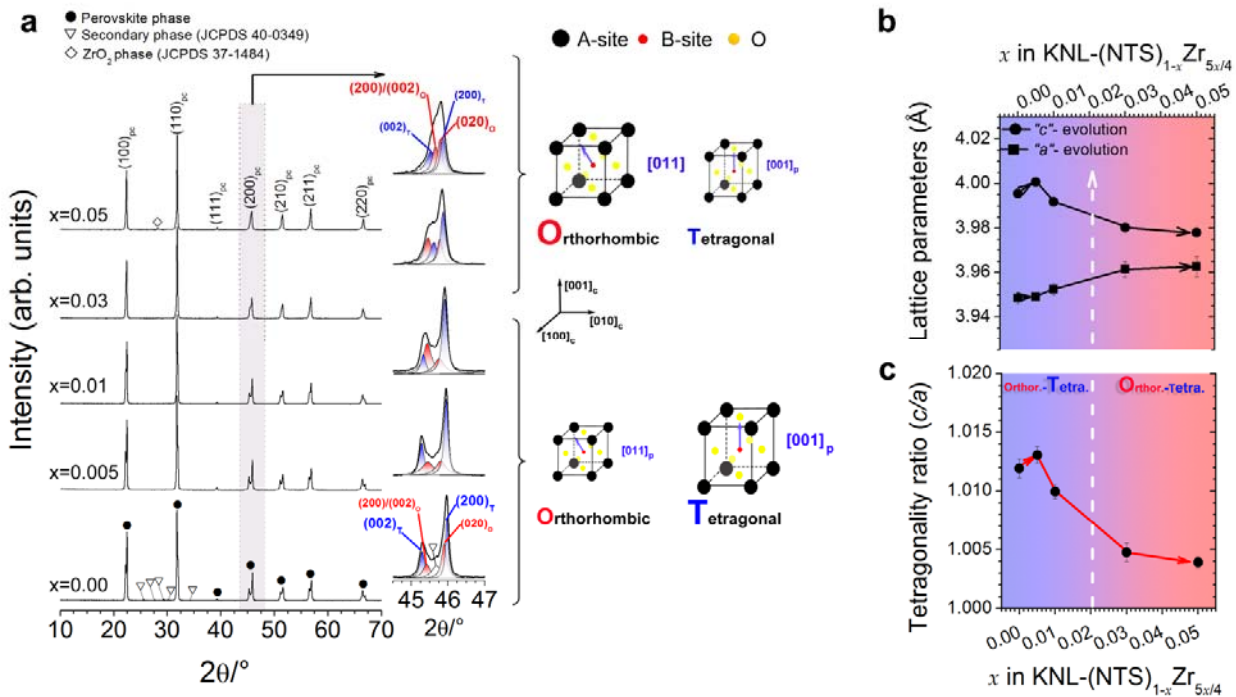 a
● Perovskite phase
▽ Secondary phase (JCPDS 40-0349)
◇ ZrO2 phase (JCPDS 37-1484)
Intensity (arb. units)
(100)pc
(110)pc
(111)pc
(200)pc
(210)pc
(211)pc
(220)pc
x=0.05
x=0.03
x=0.01
x=0.005
x=0.00
10 20 30 40 50 60 70
2θ/°
(200)/(002)O
(200)T
(002)T
(020)O
(200)/(002)O
(200)T
(002)T
(020)O
45 46 47
2θ/°
● A-site ● B-site ● O
[011]
[001]p
Orthorhombic
Tetragonal
[001]c
[010]c
[100]c
[011]p
[001]p
Orthorhombic
Tetragonal
b
x in KNL-(NTS)1-xZr5x/4
0.00 0.01 0.02 0.03 0.04 0.05
"c"- evolution
"a"- evolution
Lattice parameters (Å)
4.02
4.00
3.98
3.96
3.94
c
Orthor.-Tetra.
Orthor.-Tetra.
Tetragonality ratio (c/a)
1.020
1.015
1.010
1.005
1.000
0.00 0.01 0.02 0.03 0.04 0.05
x in KNL-(NTS)1-xZr5x/4